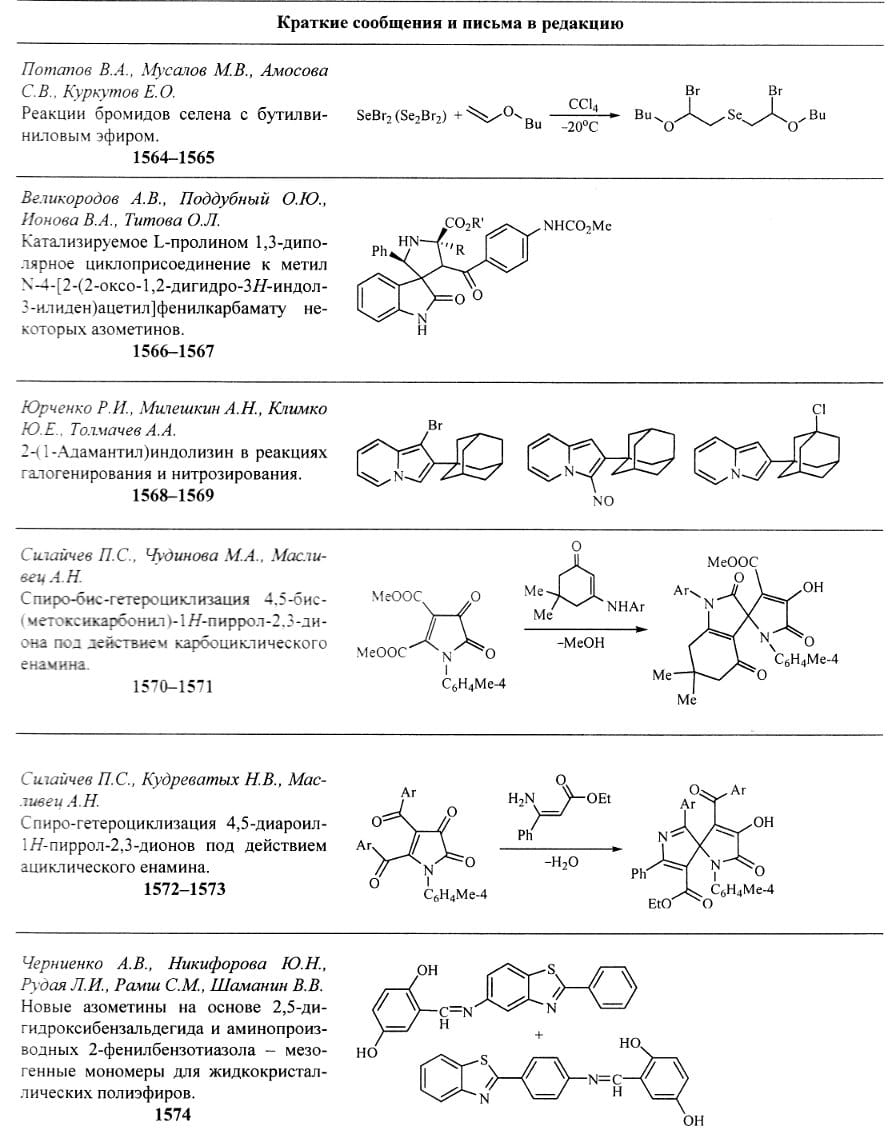 Краткие сообщения и письма в редакцию
Потапов В.А., Мусалов М.В., Амосова
С.В., Куркутов Е.О.
Реакции бромидов селена с бутилви-
ниловым эфиром.
1564–1565
SeBr2 (Se2Br2) +
O
Bu
CCl4
–20°C
Br
Br
Bu
O
Se
O
Bu
Великородов А.В., Поддубный О.Ю.,
Ионова В.А., Титова О.Л.
Катализируемое L-пролином 1,3-дипо-
лярное циклоприсоединение к метил
N-4-[2-(2-оксо-1,2-дигидро-3H-индол-
3-илиден)ацетил]фенилкарбамату не-
которых азометинов.
1566–1567
CO2R'
NHCO2Me
HN
R
Ph
O
O
N
H
Юрченко Р.И., Милешкин А.Н., Климко
Ю.Е., Толмачев А.А.
2-(1-Адамантил)индолизин в реакциях
галогенирования и нитрозирования.
1568–1569
Br
N
N
NO
Cl
N
Силайчев П.С., Чудинова М.А., Масли-
вец А.Н.
Спиро-бис-гетероциклизация 4,5-бис-
(метоксикарбонил)-1H-пиррол-2,3-ди-
она под действием карбоциклического
енамина.
1570–1571
MeOOC
O
MeOOC
N
O
C6H4Me-4
O
Me
Me
NHAr
–MeOH
MeOOC
O
OH
Ar
N
N
O
C6H4Me-4
Me
Me
O
Силайчев П.С., Кудреватых Н.В., Мас-
ливец А.Н.
Спиро-гетероциклизация 4,5-диароил-
1H-пиррол-2,3-дионов под действием
ациклического енамина.
1572–1573
Ar
O
O
Ar
O
N
O
C6H4Me-4
O
H2N
OEt
Ph
–H2O
O
Ar
Ar
OH
N
Ph
N
O
C6H4Me-4
EtO
O
Черниенко А.В., Никифорова Ю.Н.,
Рудая Л.И., Рамш С.М., Шаманин В.В.
Новые азометины на основе 2,5-ди-
гидроксибензальдегида и аминопроиз-
водных 2-фенилбензотиазола – мезо-
генные мономеры для жидкокристал-
лических полиэфиров.
1574
OH
S
C=N
H
N
HO
+
S
N
N=C
H
HO
OH